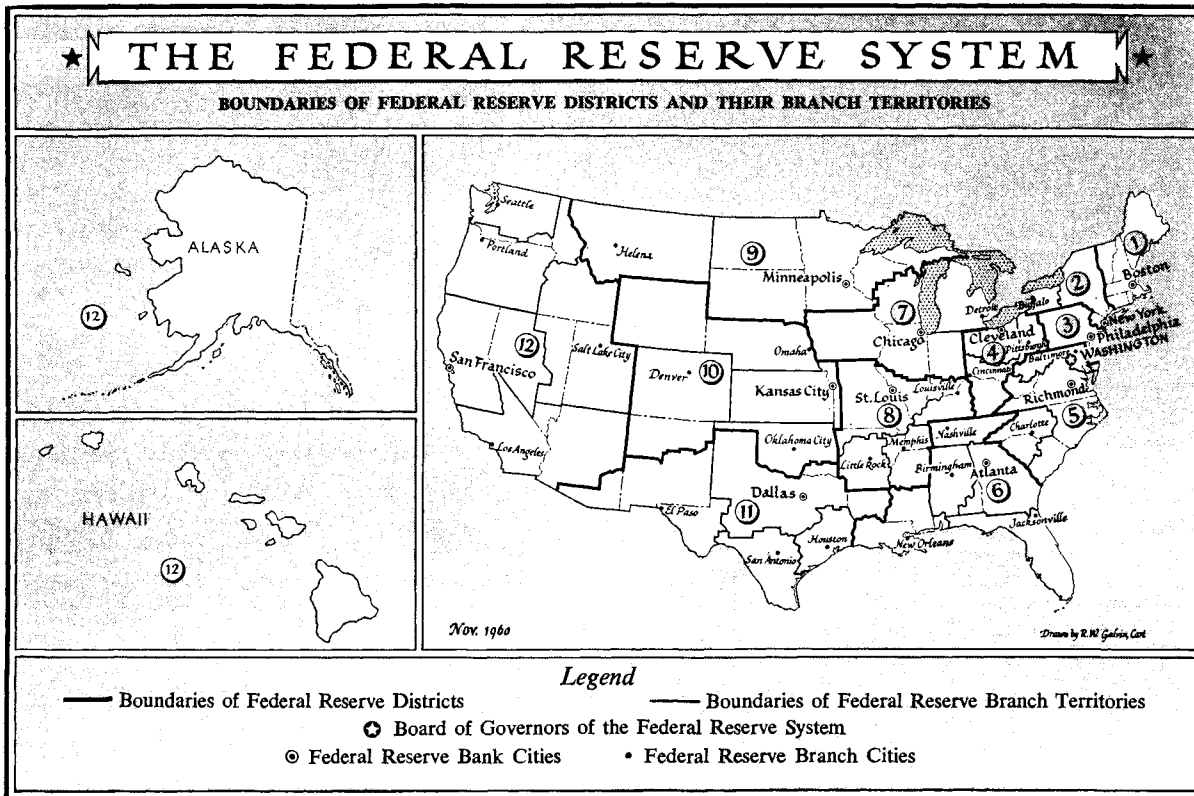 THE FEDERAL RESERVE SYSTEM
BOUNDARIES OF FEDERAL RESERVE DISTRICTS AND THEIR BRANCH TERRITORIES
ALASKA
12
HAWAII
12
Seattle
Portland
Helena
9
Minneapolis
1
Boston
2
Buffalo
Detroit
7
Chicago
Cleveland
4
Pittsburgh
Cincinnati
3
New York
Philadelphia
WASHINGTON
Baltimore
12
San Francisco
Salt Lake City
Omaha
Denver
10
Kansas City
St. Louis
8
Louisville
Richmond
5
Los Angeles
Oklahoma City
Memphis
Nashville
Charlotte
Little Rock
Birmingham
Atlanta
6
Dallas
11
El Paso
Houston
San Antonio
New Orleans
Jacksonville
Nov. 1960
Drawn by R.W. Galvin, Cart.
Legend
Boundaries of Federal Reserve Districts
Boundaries of Federal Reserve Branch Territories
Board of Governors of the Federal Reserve System
Federal Reserve Bank Cities
Federal Reserve Branch Cities